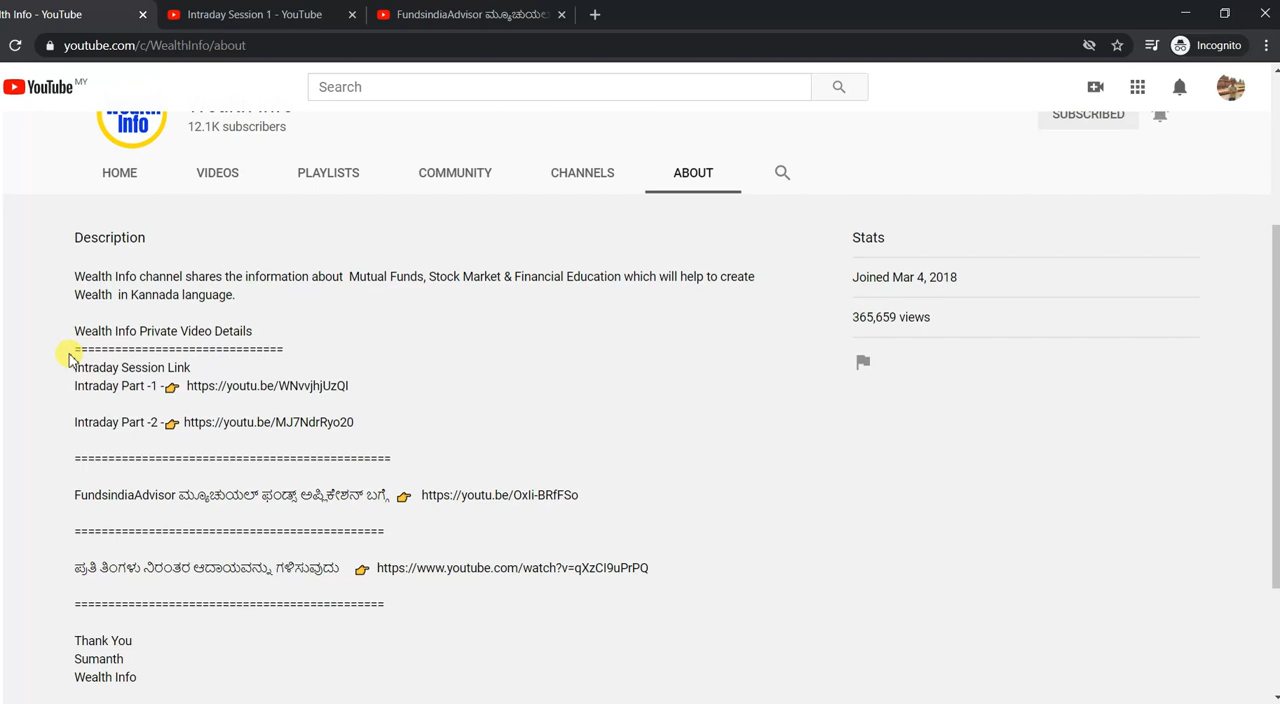 th Info - YouTube
Intraday Session 1 - YouTube
FundsindiaAdvisor ಮ್ಯೂಚುಯಲ್
youtube.com/c/WealthInfo/about
Incognito
YouTube MY
Search
Wealth Info
Info
12.1K subscribers
SUBSCRIBED
HOME
VIDEOS
PLAYLISTS
COMMUNITY
CHANNELS
ABOUT
Description
Stats
Wealth Info channel shares the information about Mutual Funds, Stock Market & Financial Education which will help to create
Joined Mar 4, 2018
Wealth in Kannada language.
365,659 views
Wealth Info Private Video Details
===============================
Intraday Session Link
Intraday Part -1 -👉 https://youtu.be/WNvvjhjUzQI
Intraday Part -2 -👉 https://youtu.be/MJ7NdrRyo20
===============================================
FundsindiaAdvisor ಮ್ಯೂಚುಯಲ್ ಫಂಡ್ಸ್ ಅಪ್ಲಿಕೇಶನ್ ಬಗ್ಗೆ 👉 https://youtu.be/OxIi-BRfFSo
==============================================
ಪ್ರತಿ ತಿಂಗಳು ನಿರಂತರ ಆದಾಯವನ್ನು ಗಳಿಸುವುದು 👉 https://www.youtube.com/watch?v=qXzCI9uPrPQ
==============================================
Thank You
Sumanth
Wealth Info